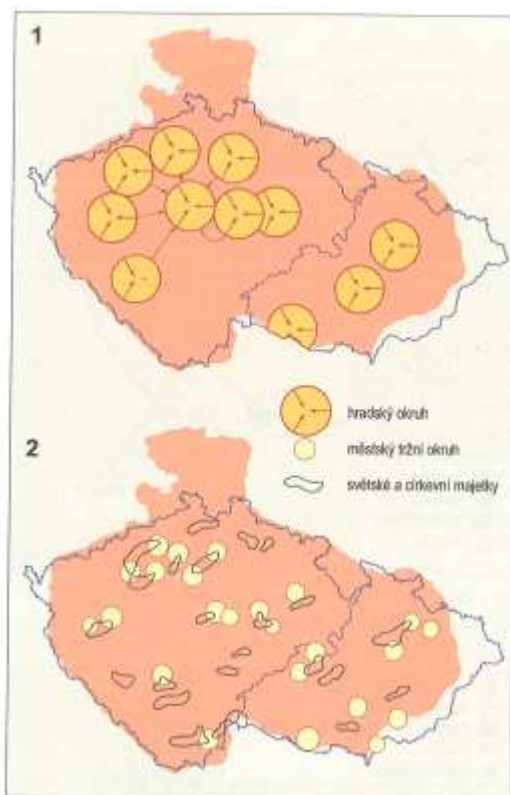 1
hradský okruh
městský tržní okruh
2
světské a církevní majetky